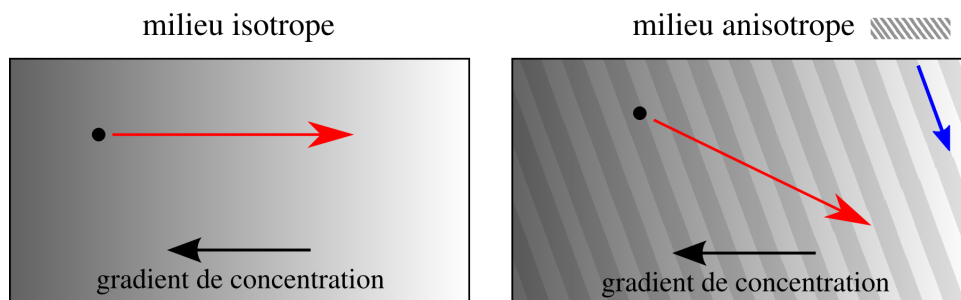 milieu isotrope
milieu anisotrope
gradient de concentration
gradient de concentration